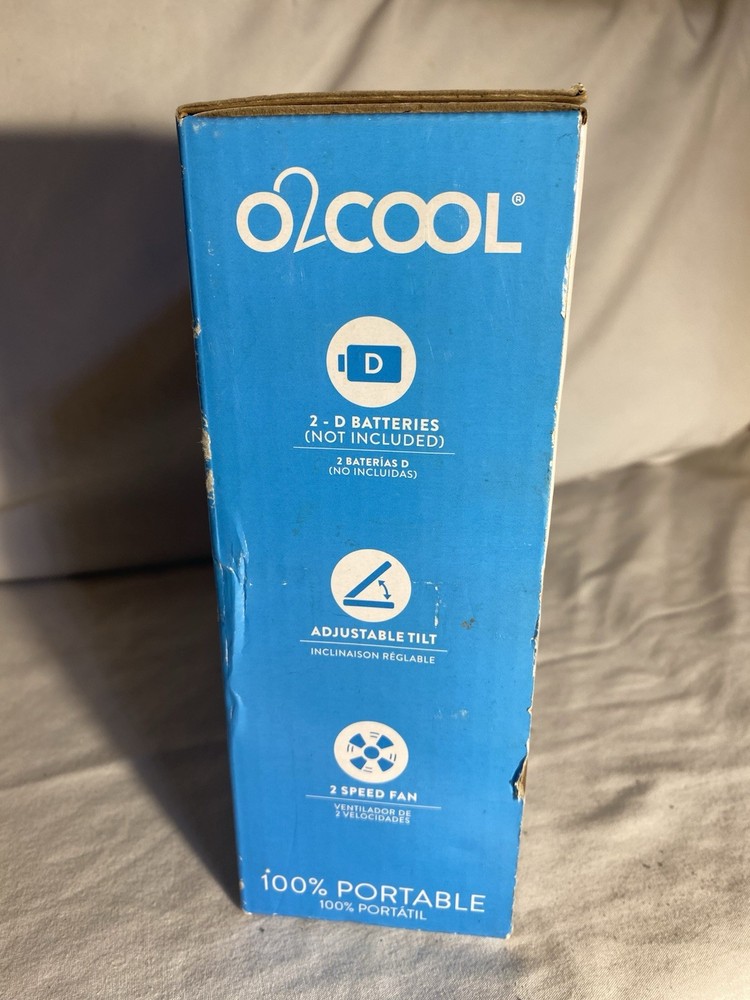 O2COOL®
D
2 - D BATTERIES
(NOT INCLUDED)
2 BATERÍAS D
(NO INCLUIDAS)
ADJUSTABLE TILT
INCLINAISON RÉGLABLE
2 SPEED FAN
VENTILADOR DE
2 VELOCIDADES
100% PORTABLE
100% PORTÁTIL